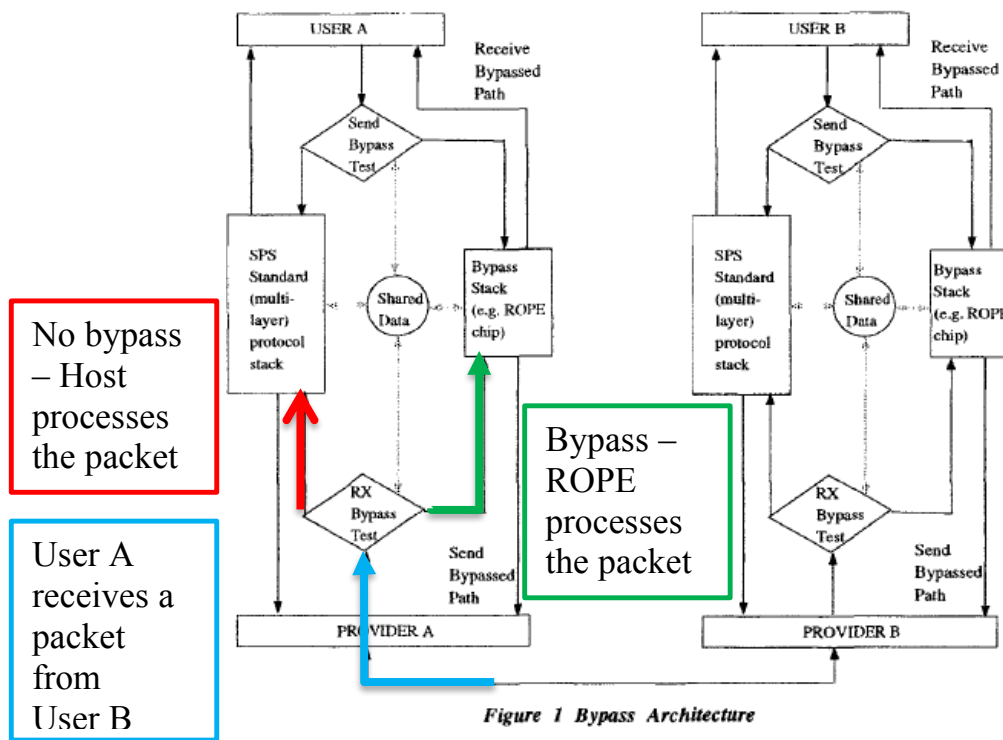 USER A
USER B
Receive
Bypassed
Path
Receive
Bypassed
Path
Send
Bypass
Test
Send
Bypass
Test
SPS
Standard
(multi-
layer)
protocol
stack
Shared
Data
Bypass
Stack
(e.g. ROPE
chip)
SPS
Standard
(multi-
layer)
protocol
stack
Shared
Data
Bypass
Stack
(e.g. ROPE
chip)
No bypass
– Host
processes
the packet
Bypass –
ROPE
processes
the packet
RX
Bypass
Test
RX
Bypass
Test
User A
receives a
packet
from
User B
Send
Bypassed
Path
Send
Bypassed
Path
PROVIDER A
PROVIDER B
Figure 1 Bypass Architecture